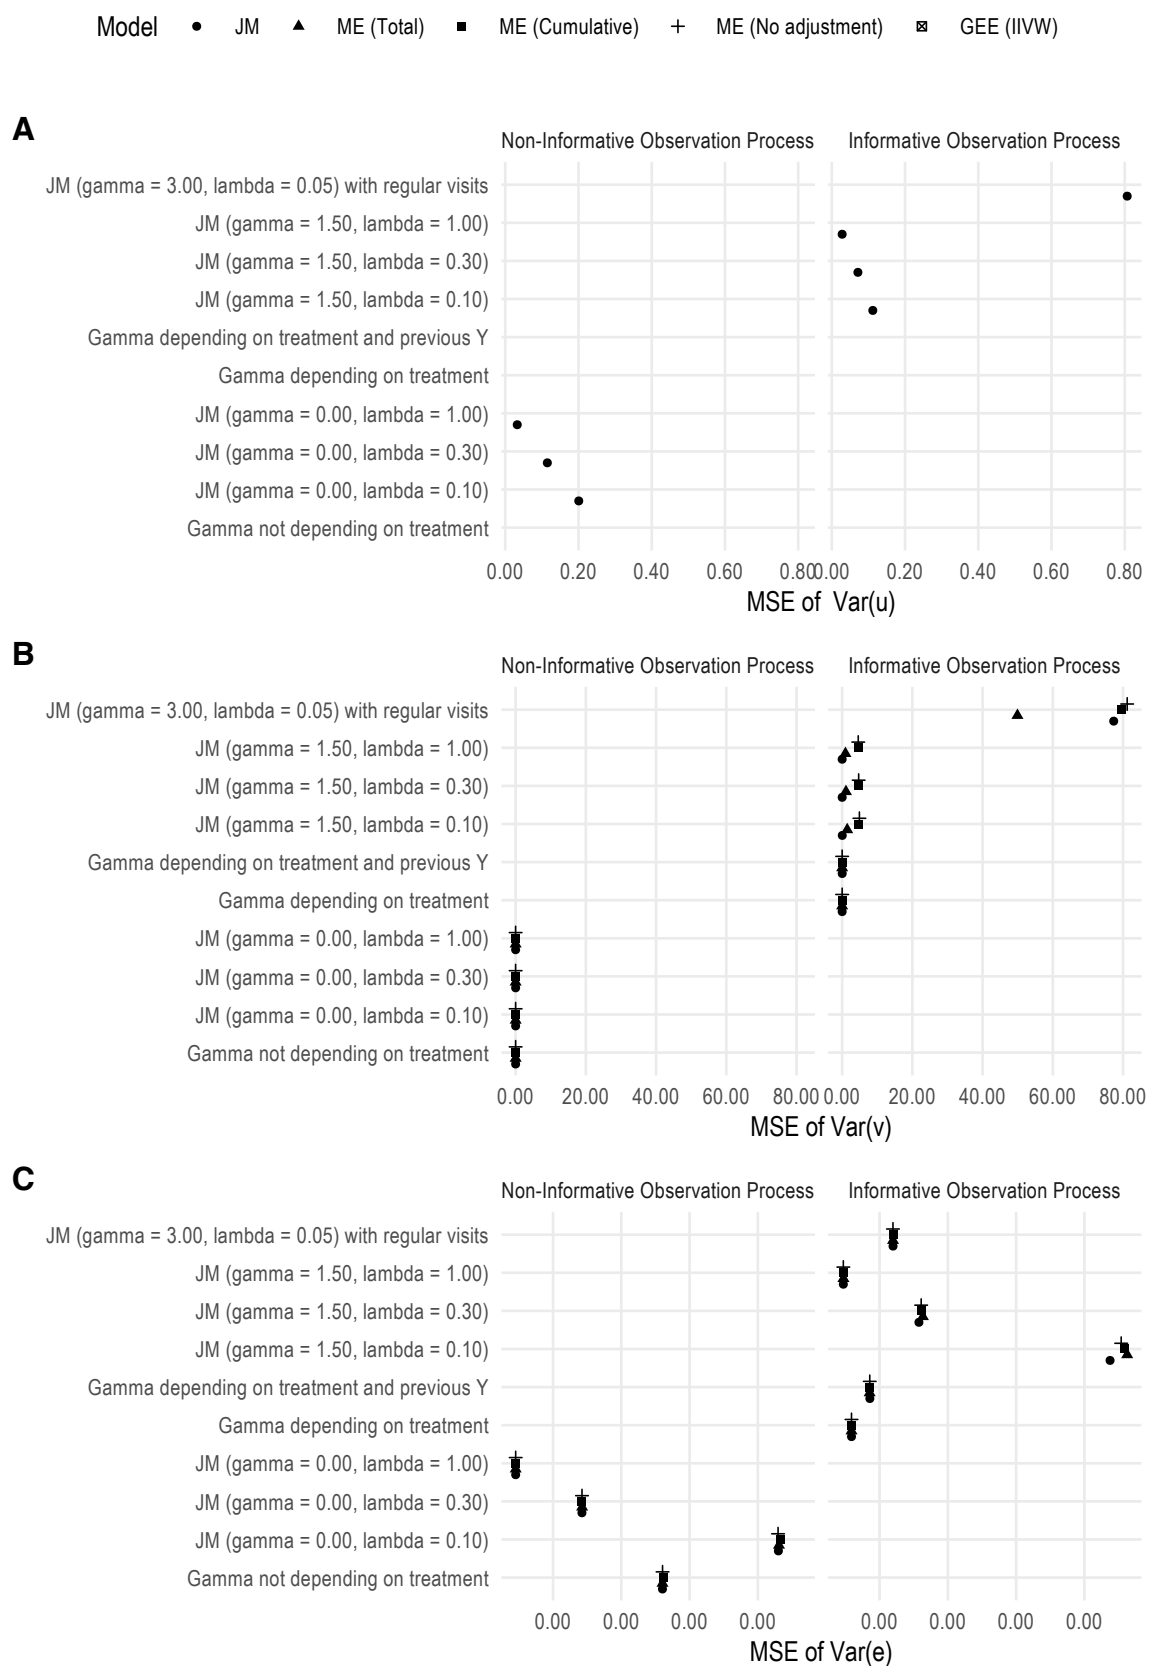 Model JM ME (Total) ME (Cumulative) ME (No adjustment) GEE (IIVW)
A
Non-Informative Observation Process Informative Observation Process
JM (gamma = 3.00, lambda = 0.05) with regular visits
JM (gamma = 1.50, lambda = 1.00)
JM (gamma = 1.50, lambda = 0.30)
JM (gamma = 1.50, lambda = 0.10)
Gamma depending on treatment and previous Y
Gamma depending on treatment
JM (gamma = 0.00, lambda = 1.00)
JM (gamma = 0.00, lambda = 0.30)
JM (gamma = 0.00, lambda = 0.10)
Gamma not depending on treatment
0.00 0.20 0.40 0.60 0.80 0.00 0.20 0.40 0.60 0.80
MSE of Var(u)
B
Non-Informative Observation Process Informative Observation Process
JM (gamma = 3.00, lambda = 0.05) with regular visits
JM (gamma = 1.50, lambda = 1.00)
JM (gamma = 1.50, lambda = 0.30)
JM (gamma = 1.50, lambda = 0.10)
Gamma depending on treatment and previous Y
Gamma depending on treatment
JM (gamma = 0.00, lambda = 1.00)
JM (gamma = 0.00, lambda = 0.30)
JM (gamma = 0.00, lambda = 0.10)
Gamma not depending on treatment
0.00 20.00 40.00 60.00 80.00 0.00 20.00 40.00 60.00 80.00
MSE of Var(v)
C
Non-Informative Observation Process Informative Observation Process
JM (gamma = 3.00, lambda = 0.05) with regular visits
JM (gamma = 1.50, lambda = 1.00)
JM (gamma = 1.50, lambda = 0.30)
JM (gamma = 1.50, lambda = 0.10)
Gamma depending on treatment and previous Y
Gamma depending on treatment
JM (gamma = 0.00, lambda = 1.00)
JM (gamma = 0.00, lambda = 0.30)
JM (gamma = 0.00, lambda = 0.10)
Gamma not depending on treatment
0.00 0.00 0.00 0.00 0.00 0.00 0.00 0.00
MSE of Var(e)